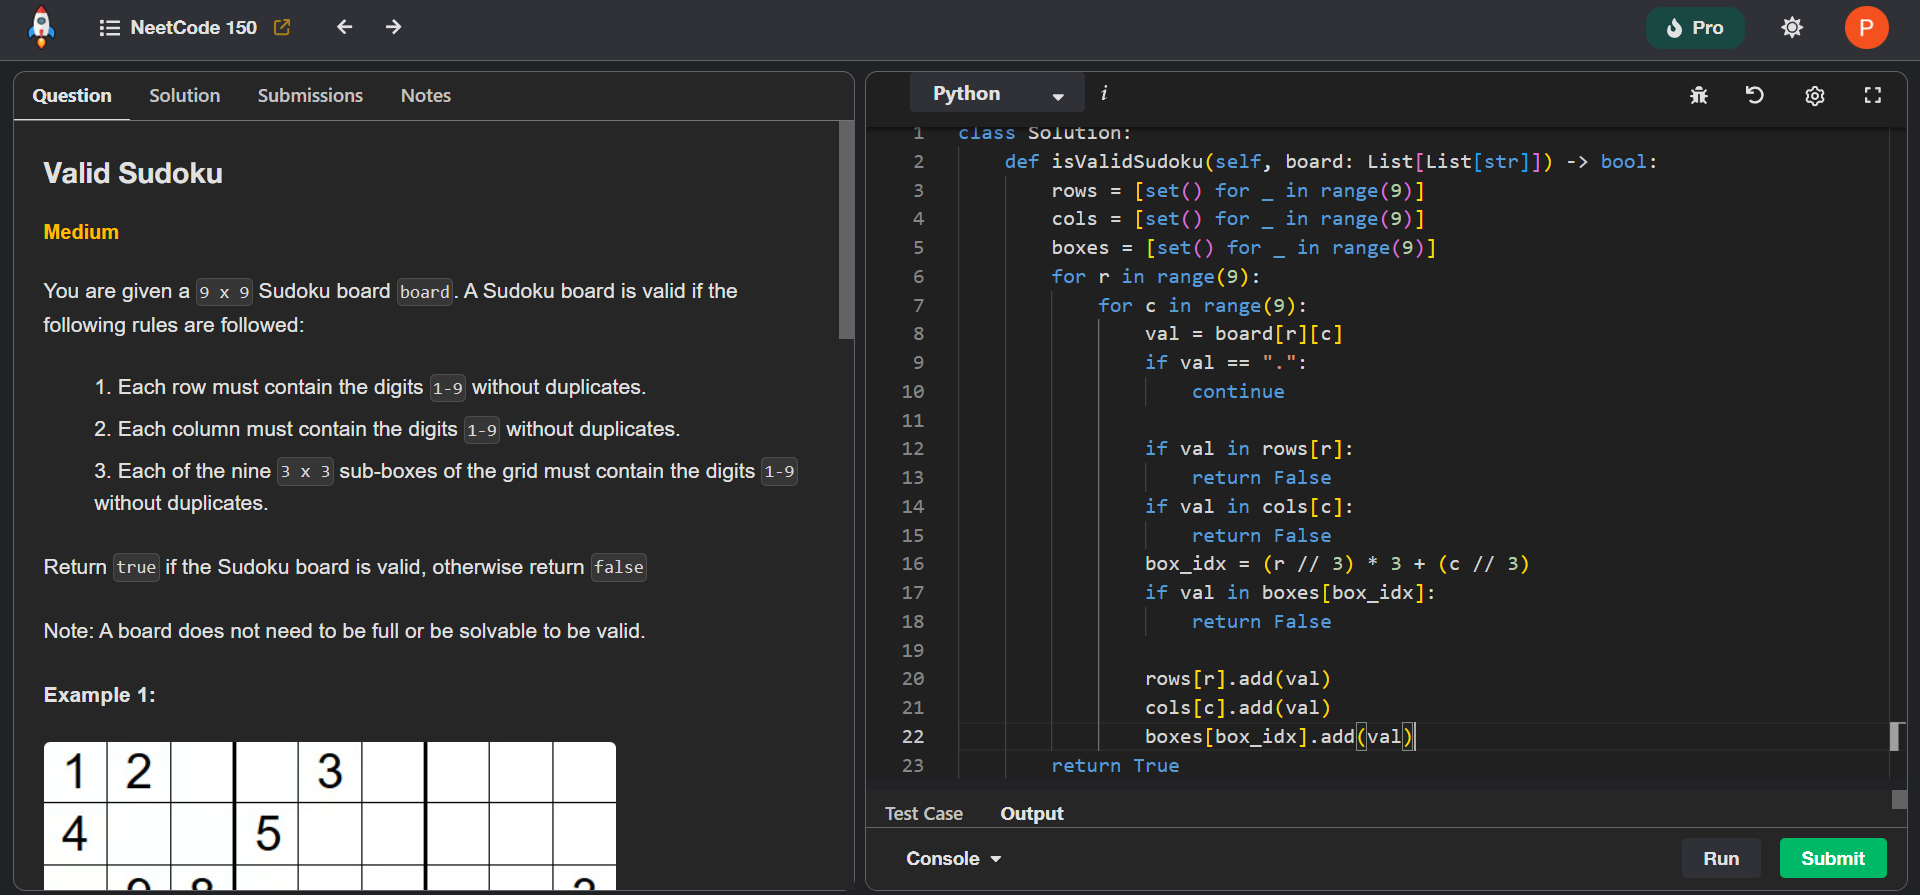 NeetCode 150
Pro
P
Question Solution Submissions Notes
Valid Sudoku
Medium
You are given a 9 x 9 Sudoku board board. A Sudoku board is valid if the
following rules are followed:
1. Each row must contain the digits 1-9 without duplicates.
2. Each column must contain the digits 1-9 without duplicates.
3. Each of the nine 3 x 3 sub-boxes of the grid must contain the digits 1-9
without duplicates.
Return true if the Sudoku board is valid, otherwise return false
Note: A board does not need to be full or be solvable to be valid.
Example 1:
1 2 3
4 5
Python i
1 class Solution:
2 def isValidSudoku(self, board: List[List[str]]) -> bool:
3 rows = [set() for _ in range(9)]
4 cols = [set() for _ in range(9)]
5 boxes = [set() for _ in range(9)]
6 for r in range(9):
7 for c in range(9):
8 val = board[r][c]
9 if val == ".":
10 continue
11
12 if val in rows[r]:
13 return False
14 if val in cols[c]:
15 return False
16 box_idx = (r // 3) * 3 + (c // 3)
17 if val in boxes[box_idx]:
18 return False
19
20 rows[r].add(val)
21 cols[c].add(val)
22 boxes[box_idx].add(val)
23 return True
Test Case Output
Console Run Submit